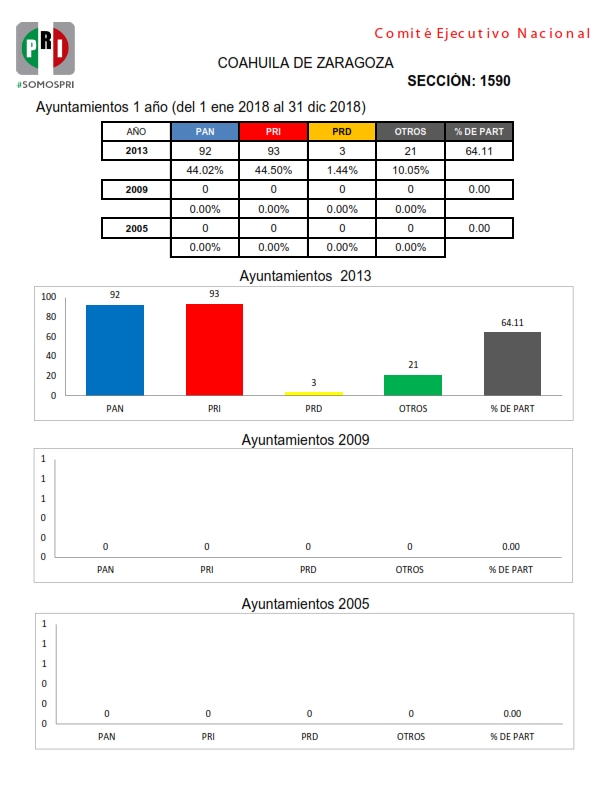 Comité Ejecutivo Nacional
PRI
#SOMOSPRI
COAHUILA DE ZARAGOZA
SECCIÓN: 1590
Ayuntamientos 1 año (del 1 ene 2018 al 31 dic 2018)
AÑO PAN PRI PRD OTROS % DE PART
2013 92 93 3 21 64.11
44.02% 44.50% 1.44% 10.05%
2009 0 0 0 0 0.00
0.00% 0.00% 0.00% 0.00%
2005 0 0 0 0 0.00
0.00% 0.00% 0.00% 0.00%
Ayuntamientos 2013
100
80
60
40
20
0
92 93 3 21 64.11
PAN PRI PRD OTROS % DE PART
Ayuntamientos 2009
1
1
1
0
0
0
0 0 0 0 0.00
PAN PRI PRD OTROS % DE PART
Ayuntamientos 2005
1
1
1
0
0
0
0 0 0 0 0.00
PAN PRI PRD OTROS % DE PART